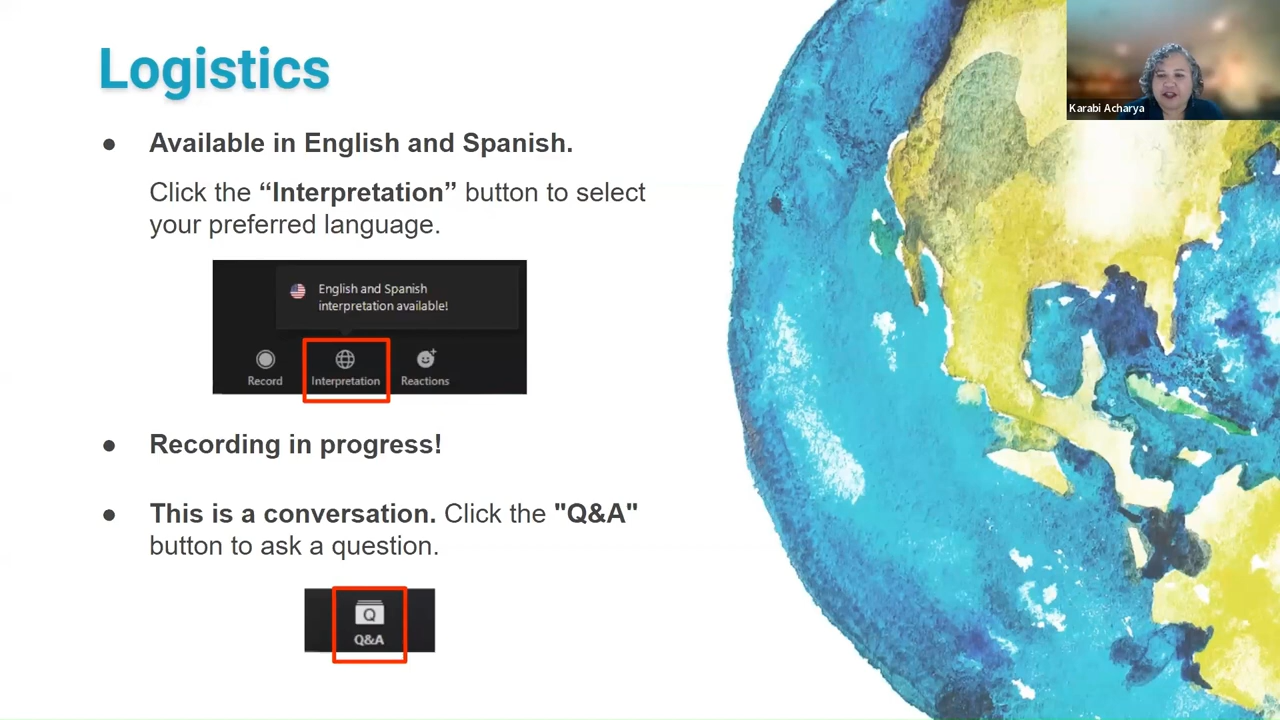 Logistics
Karabi Acharya
● Available in English and Spanish.
Click the “Interpretation” button to select
your preferred language.
English and Spanish
interpretation available!
Record Interpretation Reactions
● Recording in progress!
● This is a conversation. Click the "Q&A"
button to ask a question.
Q
Q&A